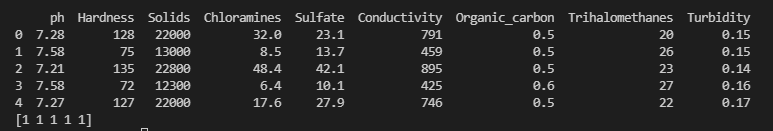 ph Hardness Solids Chloramines Sulfate Conductivity Organic_carbon Trihalomethanes Turbidity
0 7.28 128 22000 32.0 23.1 791 0.5 20 0.15
1 7.58 75 13000 8.5 13.7 459 0.5 26 0.15
2 7.21 135 22800 48.4 42.1 895 0.5 23 0.14
3 7.58 72 12300 6.4 10.1 425 0.6 27 0.16
4 7.27 127 22000 17.6 27.9 746 0.5 22 0.17
[1 1 1 1 1]